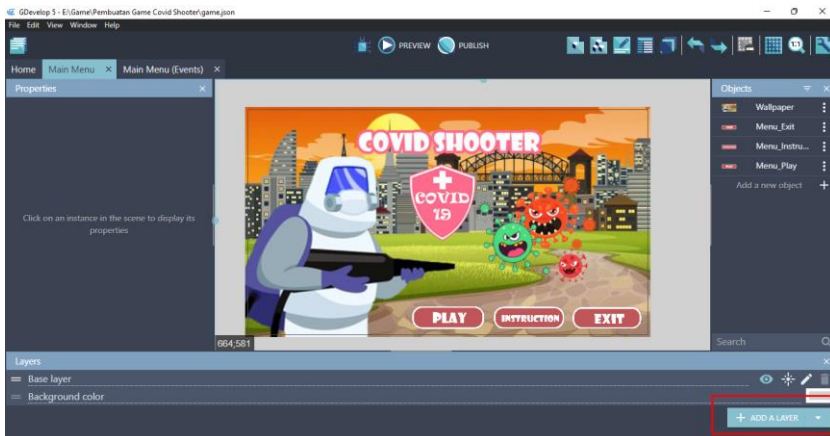 GDevelop 5 - E:\Game\Pembuatan Game Covid Shooter\game.json
File Edit View Window Help
PREVIEW PUBLISH
Home Main Menu × Main Menu (Events) ×
Properties ×
Click on an instance in the scene to display its
properties
COVID SHOOTER
COVID
19
PLAY INSTRUCTION EXIT
664;581
Objects ×
Wallpaper
Menu_Exit
Menu_Instru...
Menu_Play
Add a new object +
Search
Layers ×
Base layer
Background color
+ ADD A LAYER